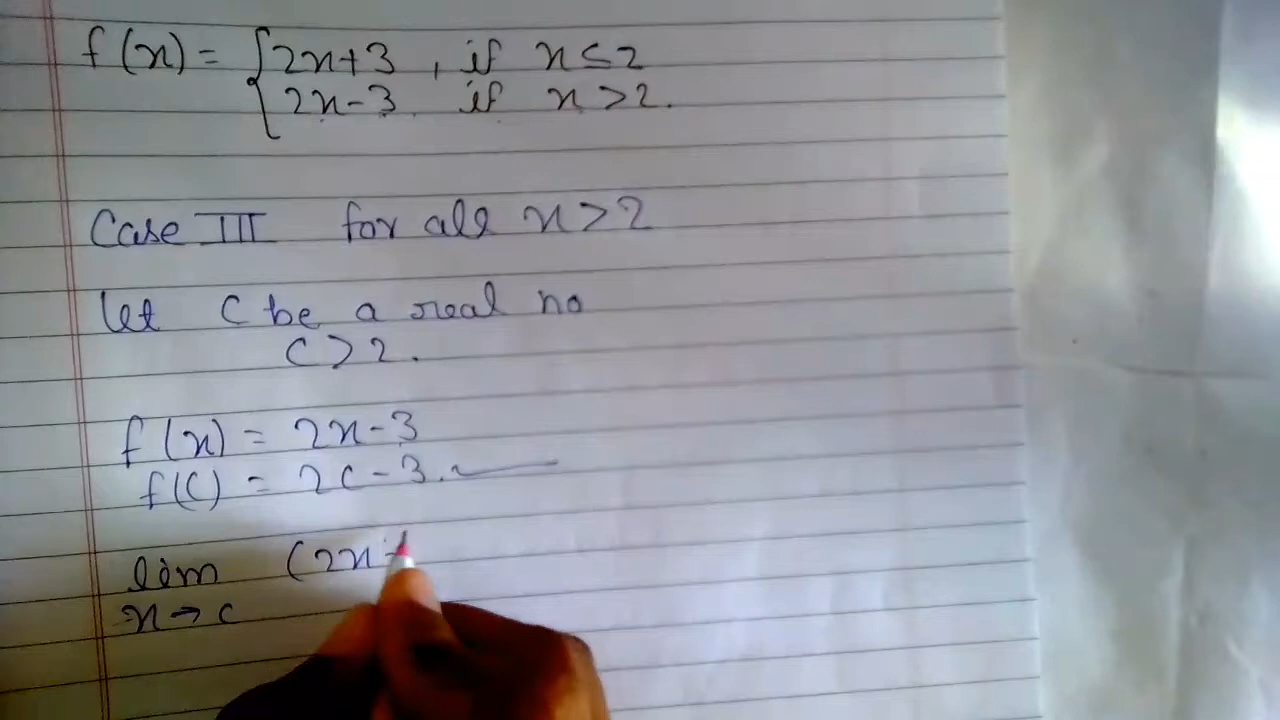 f(x) = { 2x+3 , if x ≤ 2
2x-3 if x > 2.
Case III for all x > 2
let c be a real no
c > 2.
f(x) = 2x-3
f(c) = 2c-3.
lim (2x-
x → c